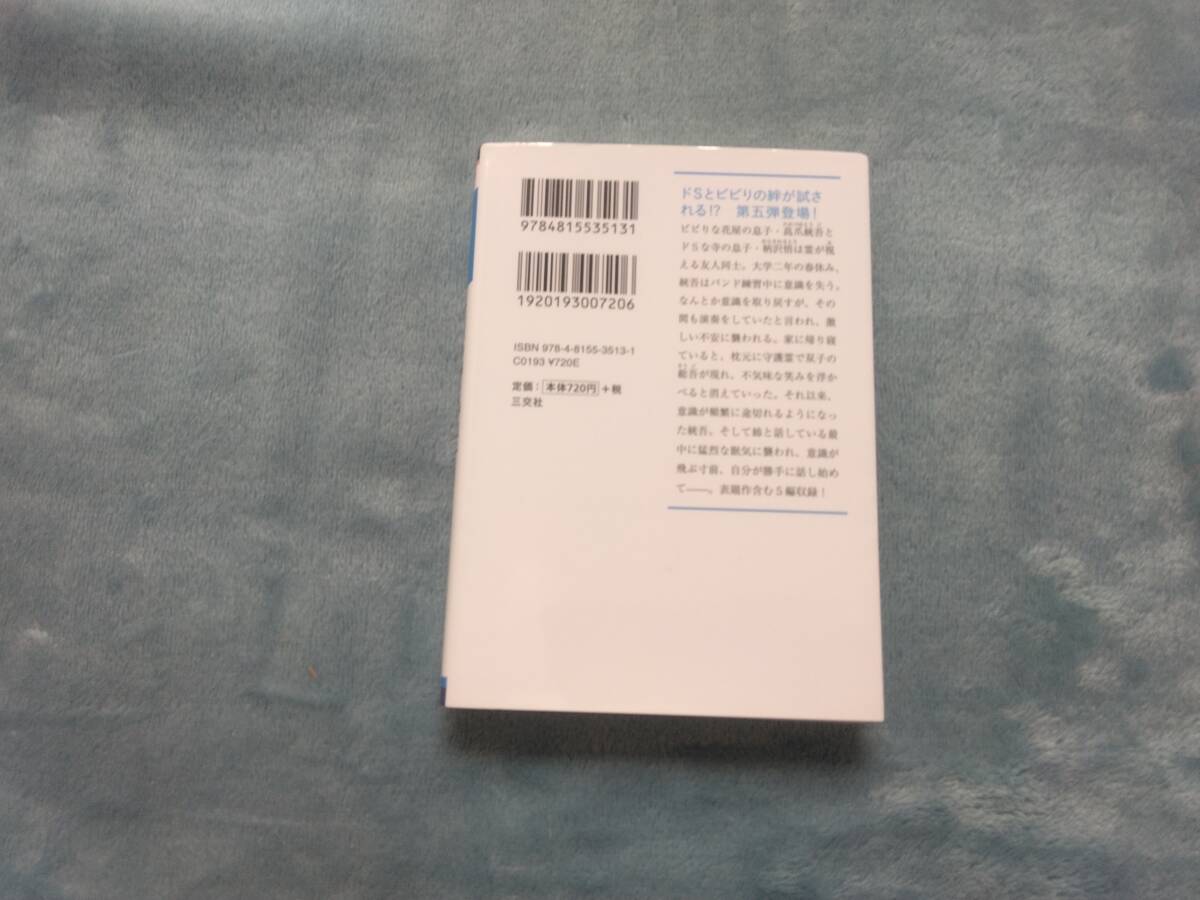 9784815535131
1920193007206
ISBN 978-4-8155-3513-1
C0193 ¥720E
定価：本体720円＋税
三交社
ドSとビビりの絆が試さ
れる!?　第五弾登場！
ビビりな花屋の息子・高爪統吾と
ドSな寺の息子・柄沢悟は霊が視
える友人同士。大学二年の春休み、
統吾はバンド練習中に意識を失う。
なんとか意識を取り戻すが、その
間も演奏をしていたと言われ、激
しい不安に襲われる。家に帰り寝
ていると、枕元に守護霊で双子の
総吾が現れ、不気味な笑みを浮か
べると消えていった。それ以来、
意識が頻繁に途切れるようになっ
た統吾。そして姉と話している最
中に猛烈な眠気に襲われ、意識が
飛ぶ寸前、自分が勝手に話し始め
て――。表題作含む5編収録！